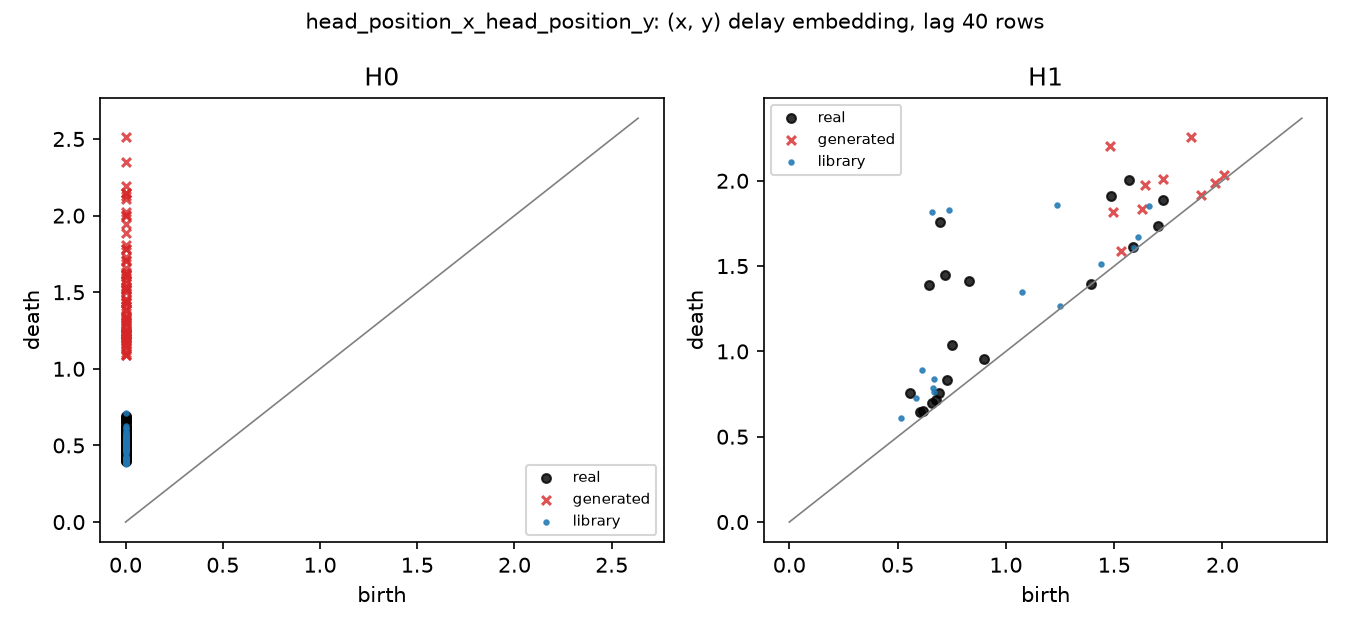 head_position_x_head_position_y: (x, y) delay embedding, lag 40 rows
H0
death
2.5
2.0
1.5
1.0
0.5
0.0
real
generated
library
0.0 0.5 1.0 1.5 2.0 2.5
birth
H1
death
2.0
1.5
1.0
0.5
0.0
real
generated
library
0.0 0.5 1.0 1.5 2.0
birth